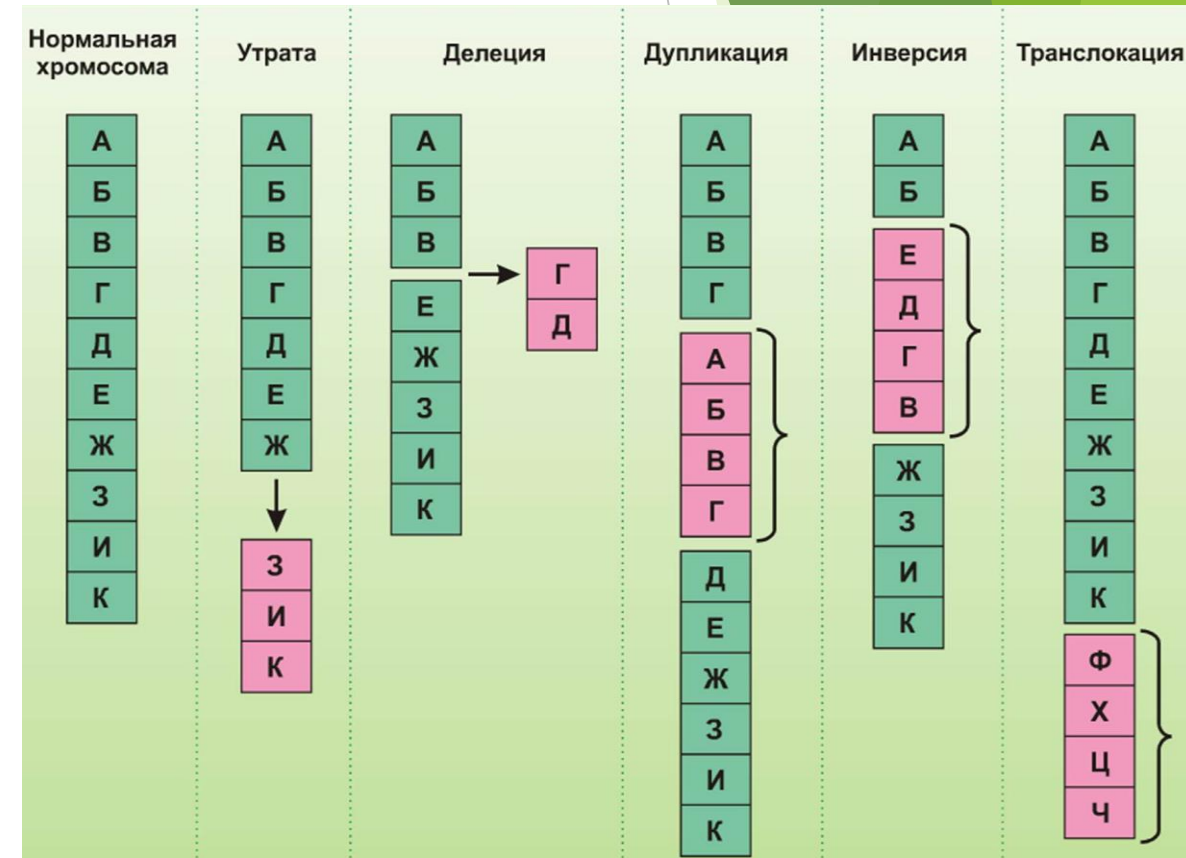 Нормальная
хромосома
А
Б
В
Г
Д
Е
Ж
З
И
К
Утрата
А
Б
В
Г
Д
Е
Ж
З
И
К
Делеция
А
Б
В
Е
Ж
З
И
К
Г
Д
Дупликация
А
Б
В
Г
А
Б
В
Г
Д
Е
Ж
З
И
К
Инверсия
А
Б
Е
Д
Г
В
Ж
З
И
К
Транслокация
А
Б
В
Г
Д
Е
Ж
З
И
К
Ф
Х
Ц
Ч